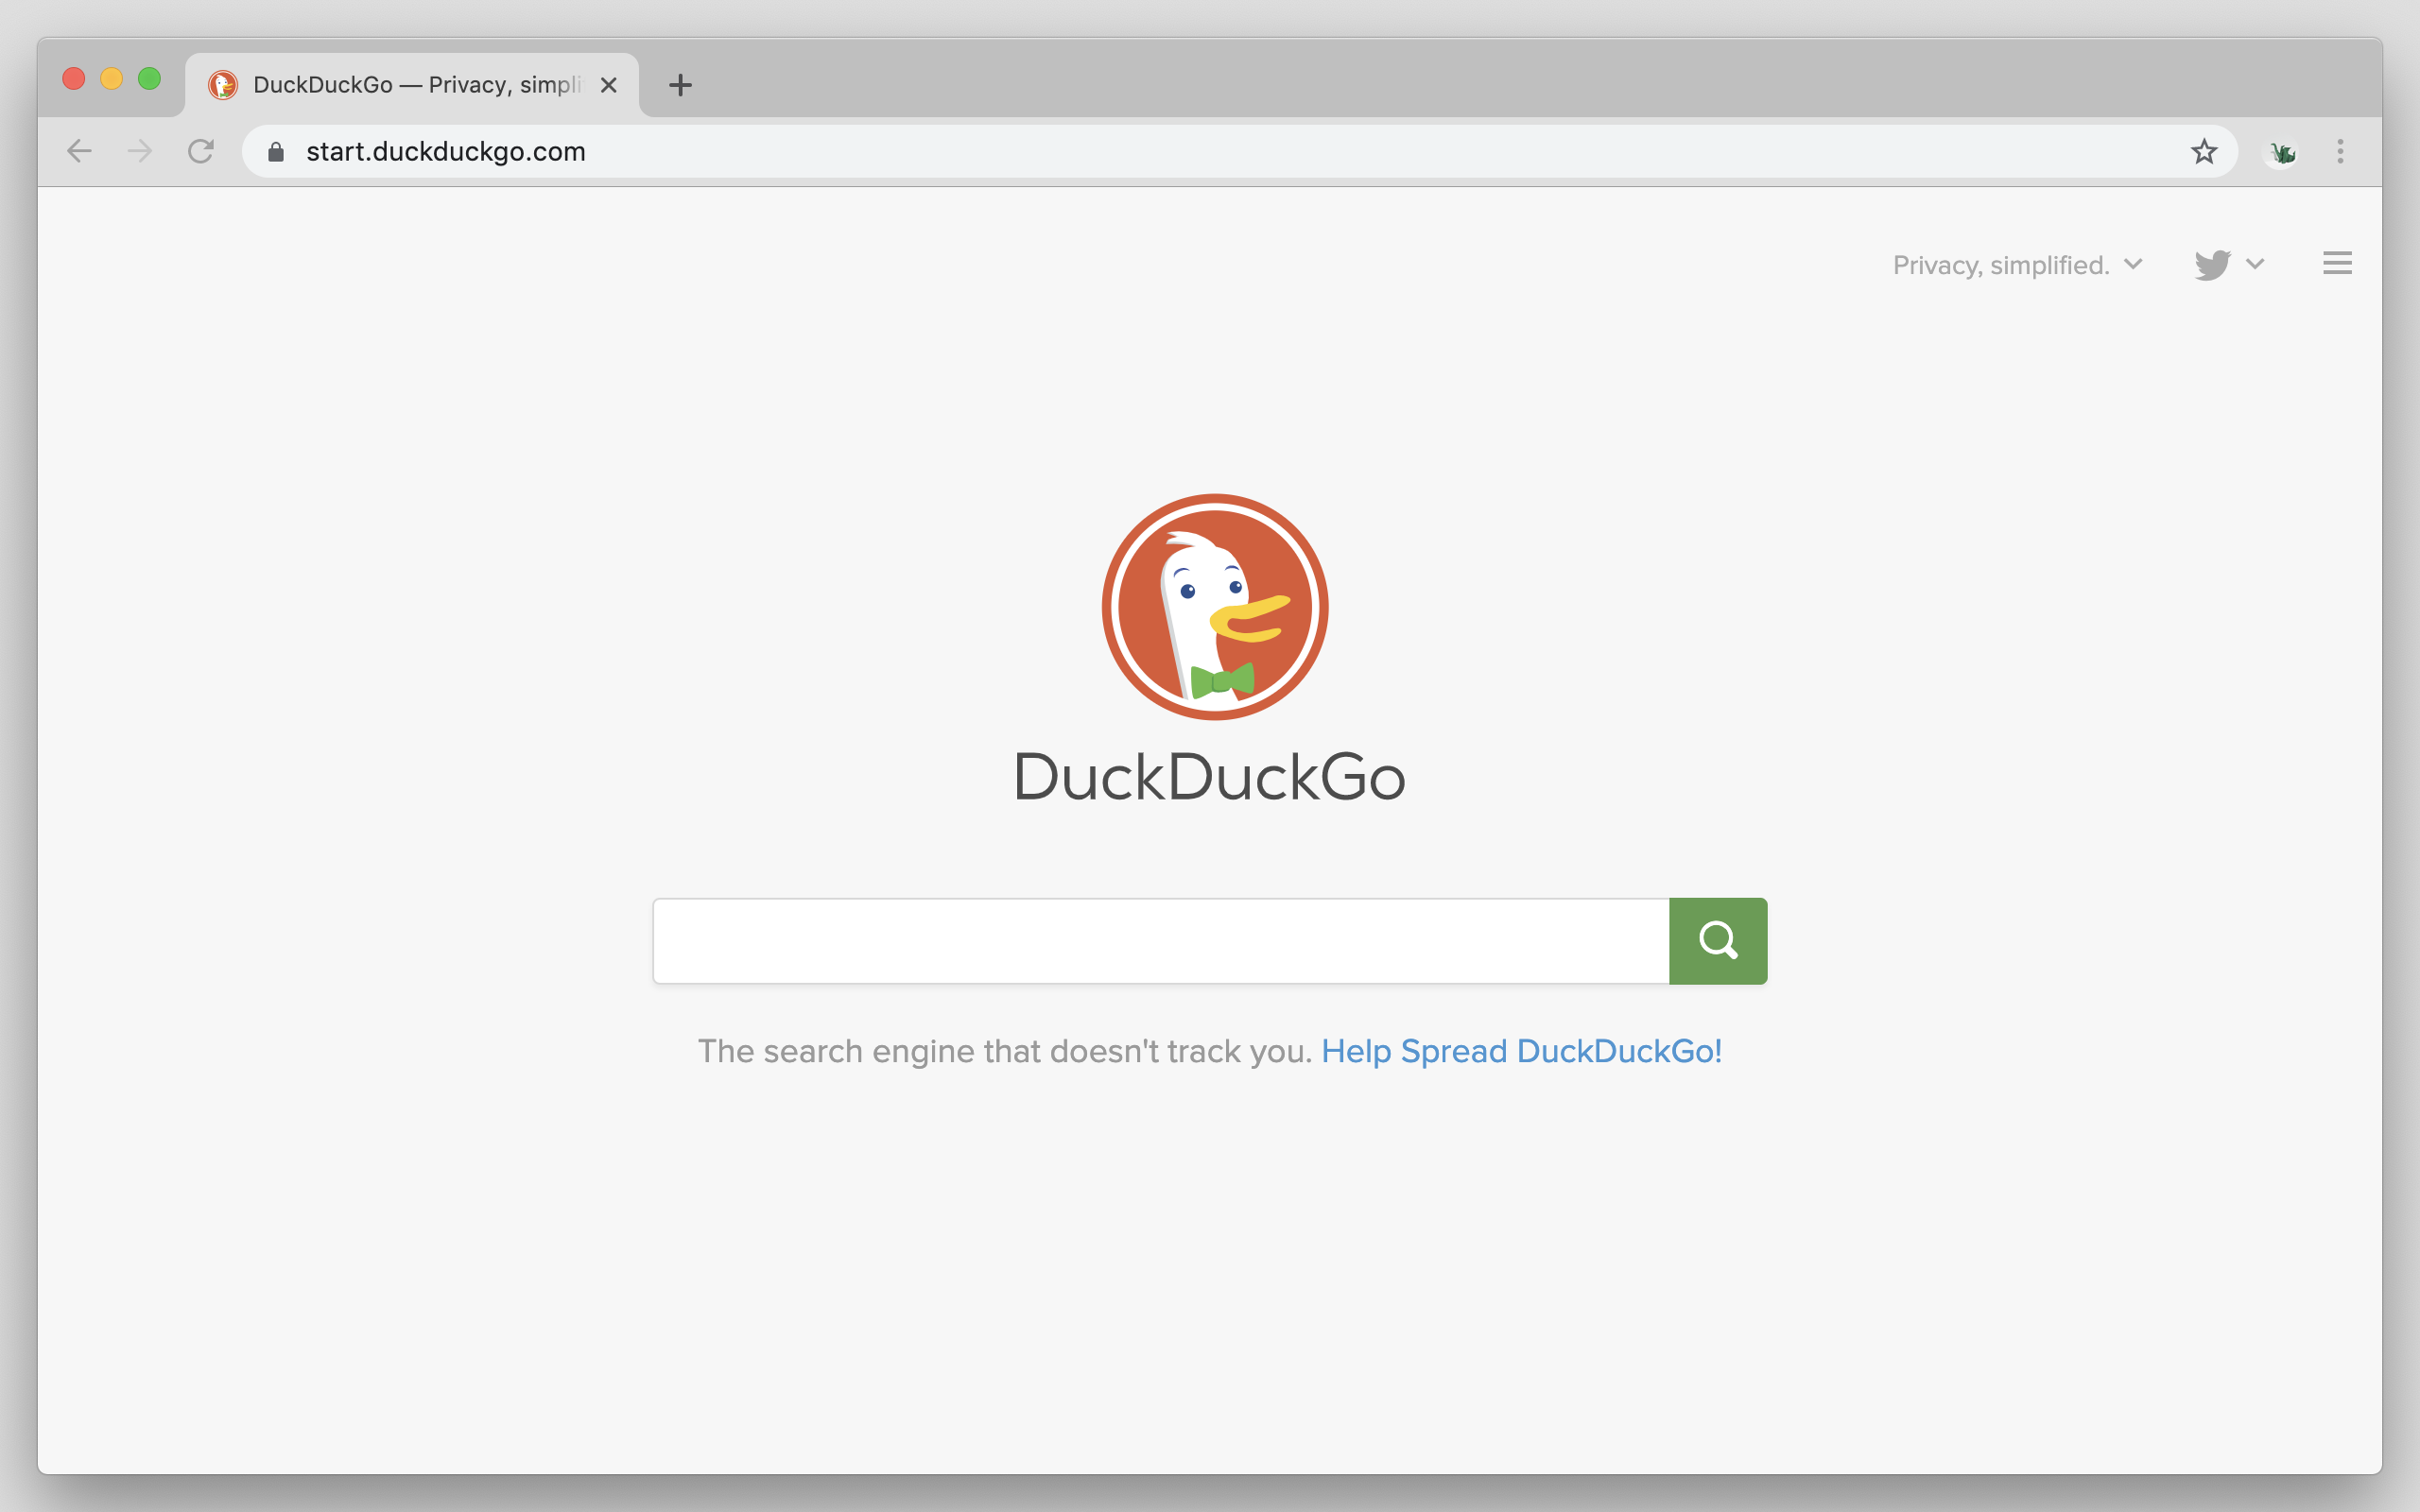 DuckDuckGo — Privacy, simpli
start.duckduckgo.com
Privacy, simplified.
DuckDuckGo
The search engine that doesn't track you. Help Spread DuckDuckGo!